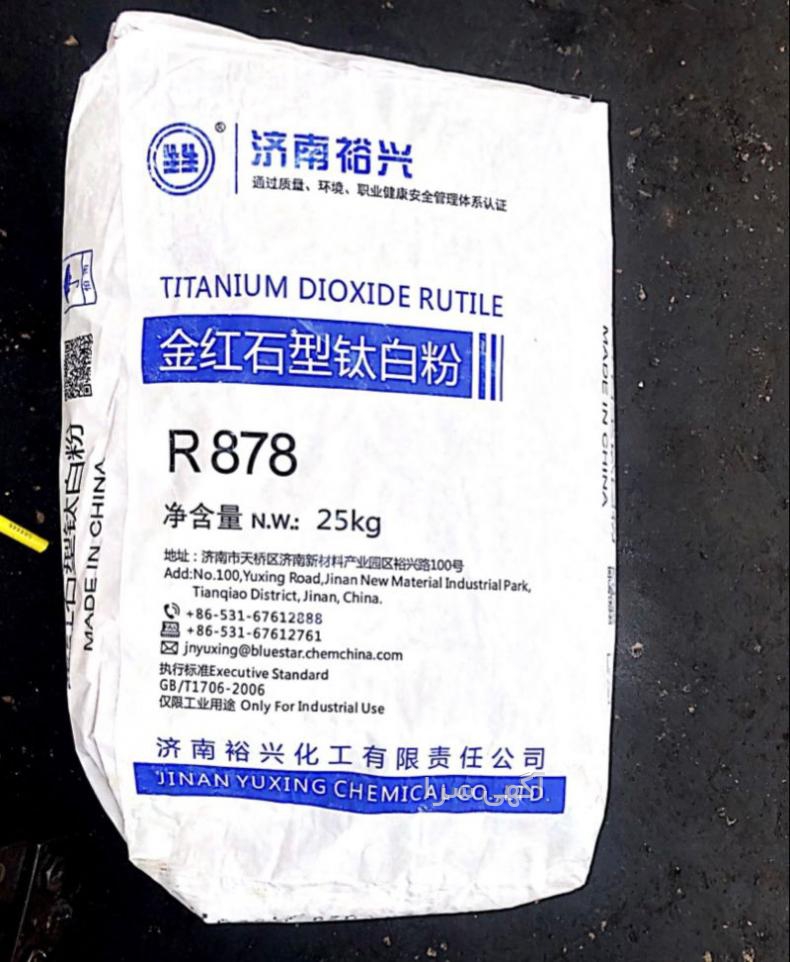 ®
济南裕兴
通过质量、环境、职业健康安全管理体系认证
TITANIUM DIOXIDE RUTILE
金红石型钛白粉
R878
净含量 N.W.: 25kg
地址：济南市天桥区济南新材料产业园区裕兴路100号
Add:No.100,Yuxing Road,Jinan New Material Industrial Park,
Tianqiao District, Jinan, China.
+86-531-67612888
+86-531-67612761
jnyuxing@bluestar.chemchina.com
执行标准Executive Standard
GB/T1706-2006
仅限工业用途 Only For Industrial Use
济南裕兴化工有限责任公司
JINAN YUXING CHEMICAL CO.,LTD.
آگهی سرا
石型钛白粉
MADE IN CHINA
MADE IN CHINA